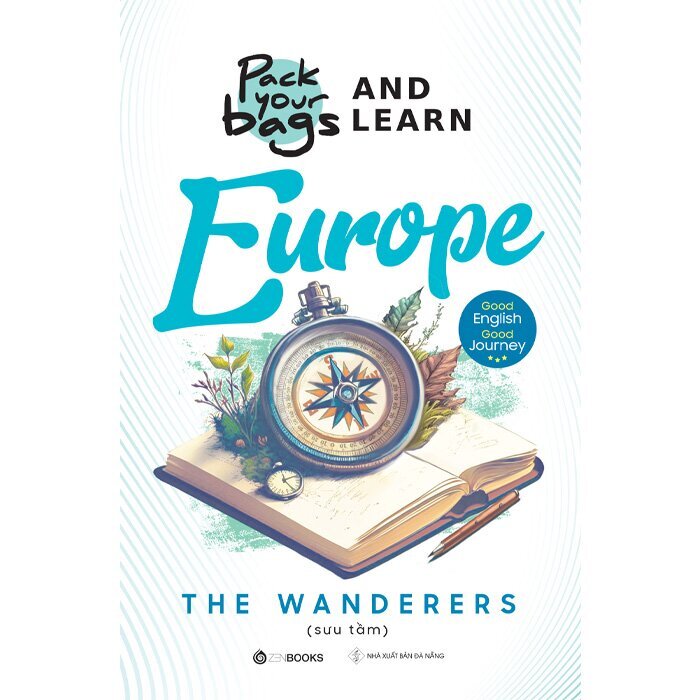 Pack
your
bags
AND
LEARN
Europe
Good
English
Good
Journey
THE WANDERERS
(sưu tầm)
ZENBOOKS
NHÀ XUẤT BẢN ĐÀ NẴNG